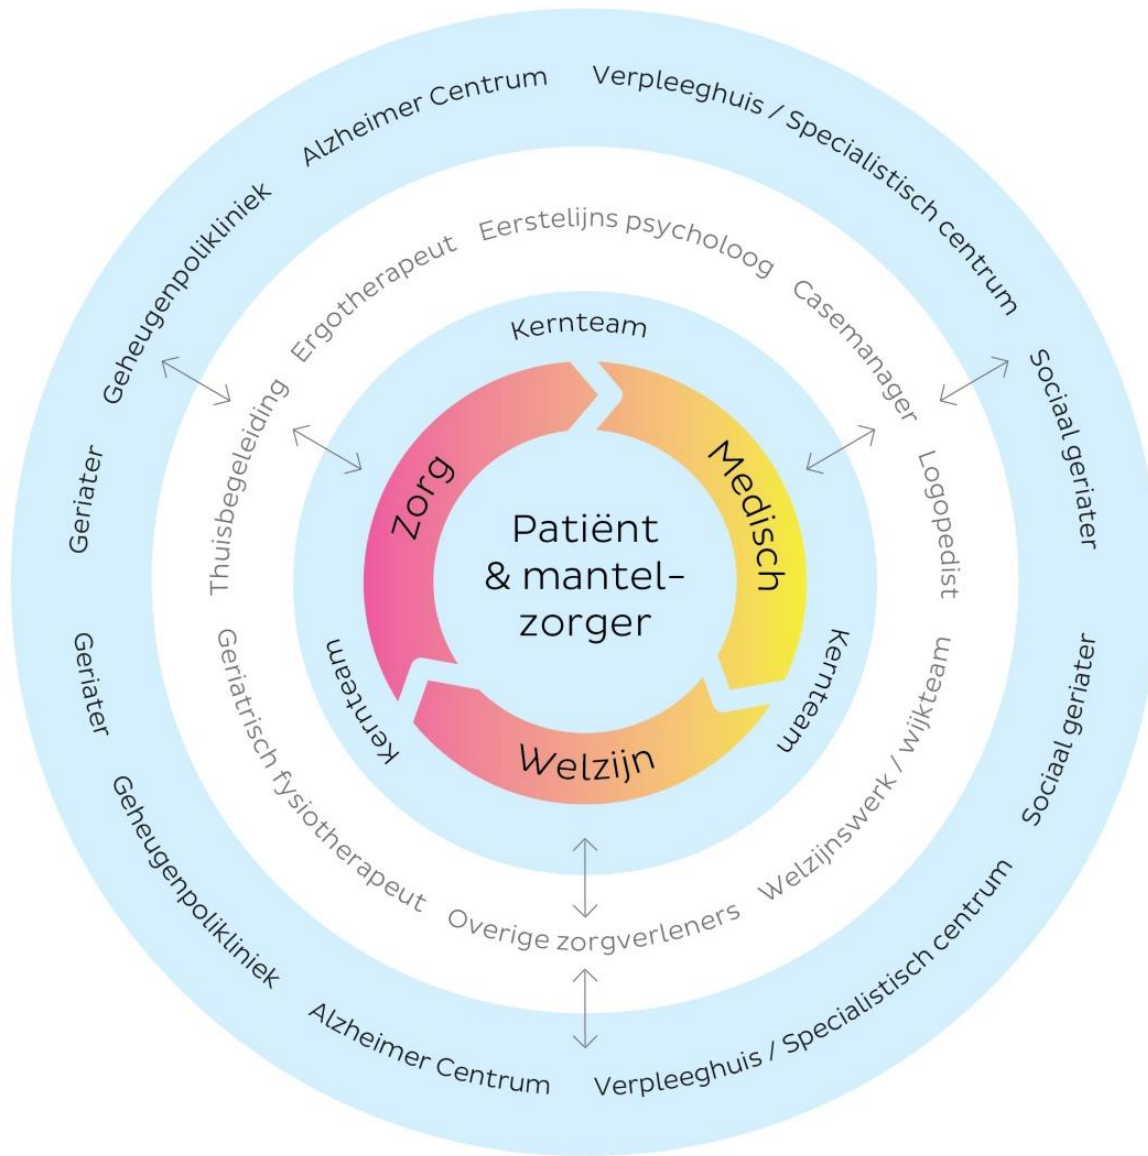 Alzheimer Centrum
Verpleeghuis / Specialistisch centrum
Sociaal geriater
Sociaal geriater
Verpleeghuis / Specialistisch centrum
Alzheimer Centrum
Geheugenpolikliniek
Geriater
Geriater
Geheugenpolikliniek
Eerstelijns psycholoog
Casemanager
Logopedist
Welzijnswerk / wijkteam
Overige zorgverleners
Geriatrisch fysiotherapeut
Thuisbegeleiding
Ergotherapeut
Kernteam
Kernteam
Kernteam
Zorg
Medisch
Welzijn
Patiënt
& mantel-
zorger